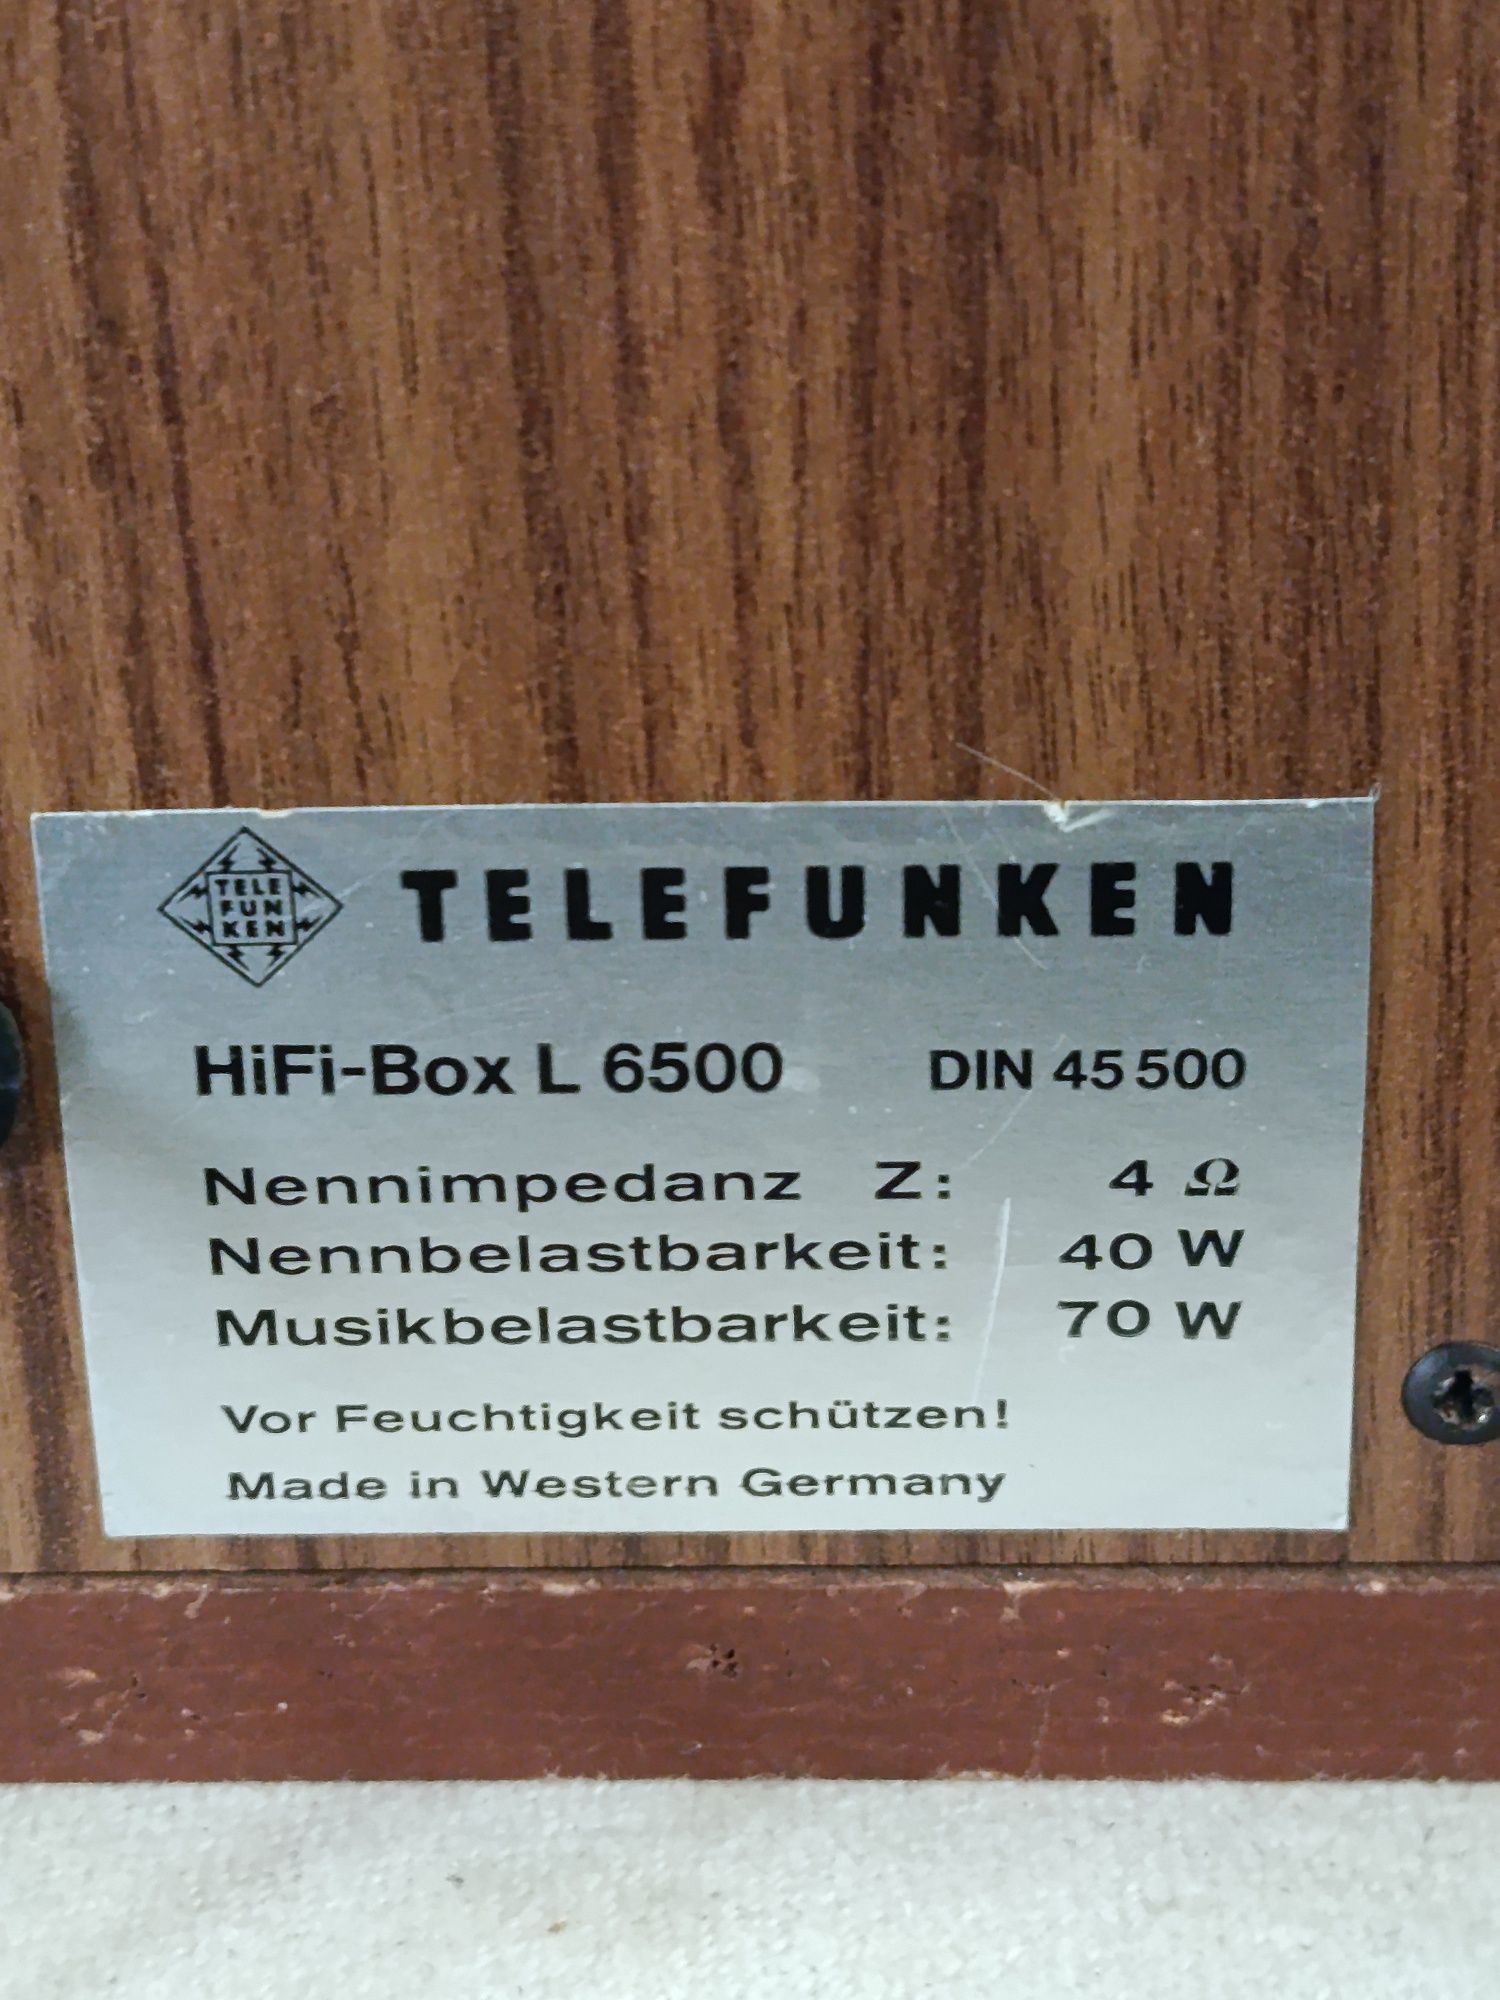 TELE
FUN
KEN
TELEFUNKEN
HiFi-Box L 6500 DIN 45500
Nennimpedanz Z: 4 Ω
Nennbelastbarkeit: 40 W
Musikbelastbarkeit: 70 W
Vor Feuchtigkeit schützen!
Made in Western Germany